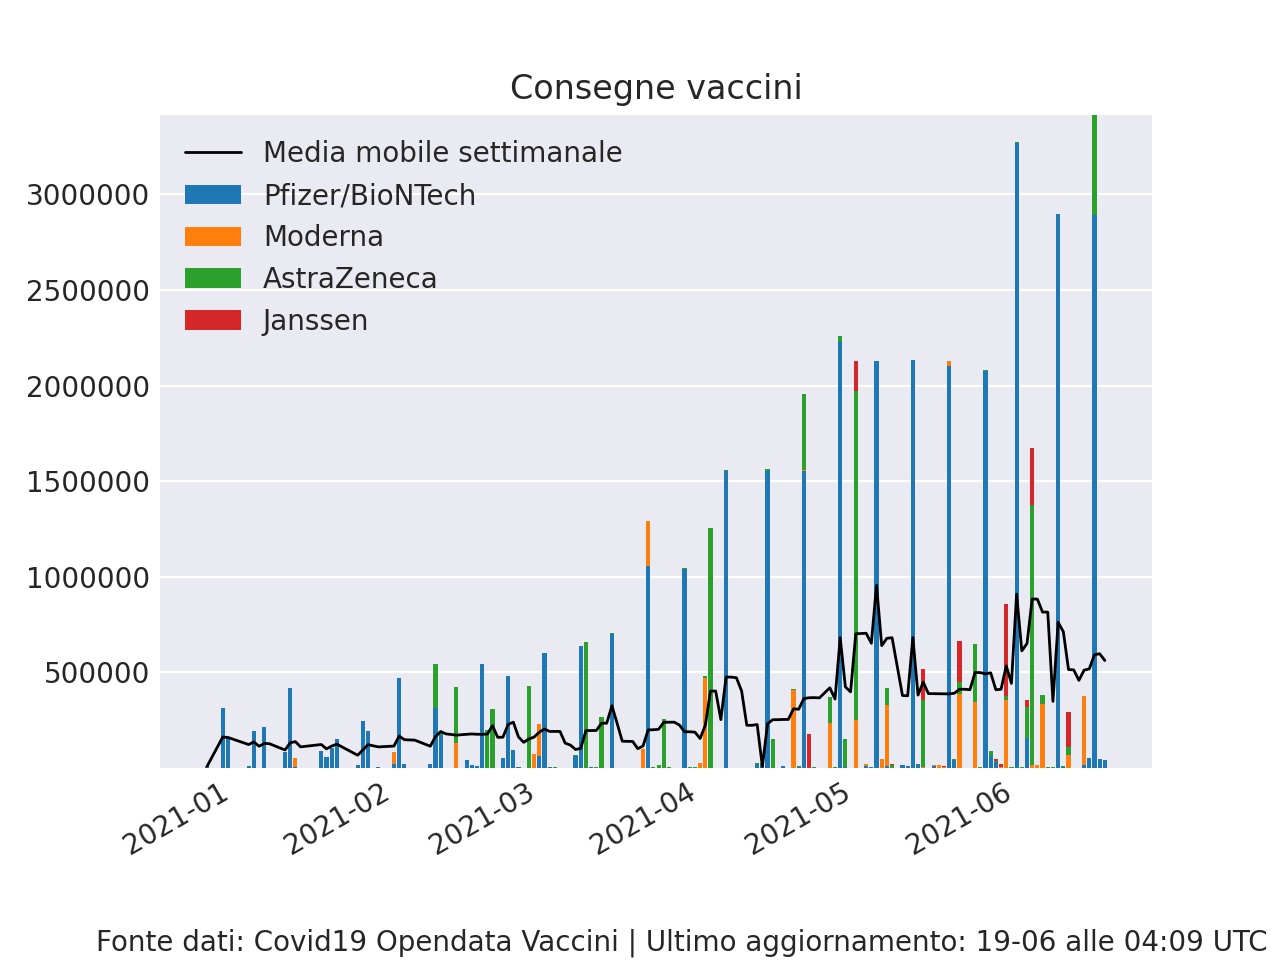 Consegne vaccini
Media mobile settimanale
Pfizer/BioNTech
Moderna
AstraZeneca
Janssen
3000000
2500000
2000000
1500000
1000000
500000
2021-01
2021-02
2021-03
2021-04
2021-05
2021-06
Fonte dati: Covid19 Opendata Vaccini | Ultimo aggiornamento: 19-06 alle 04:09 UTC